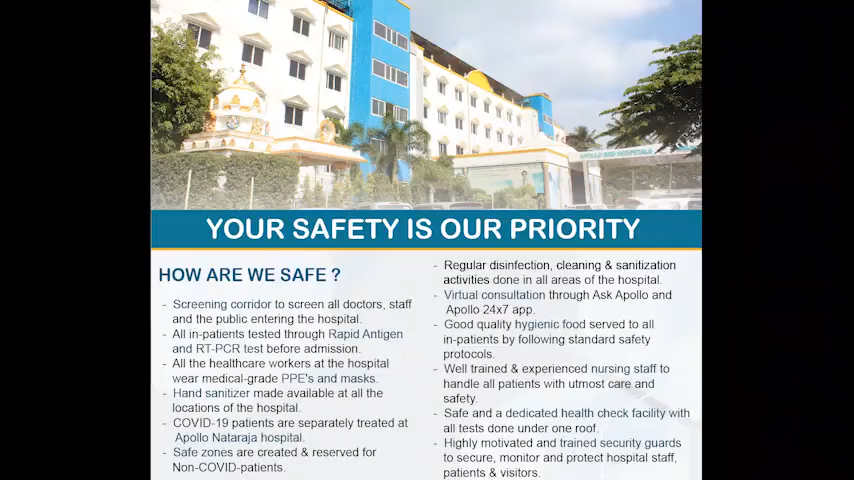 APOLLO BGS HOSPITALS
YOUR SAFETY IS OUR PRIORITY
HOW ARE WE SAFE ?
- Screening corridor to screen all doctors, staff
and the public entering the hospital.
- All in-patients tested through Rapid Antigen
and RT-PCR test before admission.
- All the healthcare workers at the hospital
wear medical-grade PPE's and masks.
- Hand sanitizer made available at all the
locations of the hospital.
- COVID-19 patients are separately treated at
Apollo Nataraja hospital.
- Safe zones are created & reserved for
Non-COVID-patients.
- Regular disinfection, cleaning & sanitization
activities done in all areas of the hospital.
- Virtual consultation through Ask Apollo and
Apollo 24x7 app.
- Good quality hygienic food served to all
in-patients by following standard safety
protocols.
- Well trained & experienced nursing staff to
handle all patients with utmost care and
safety.
- Safe and a dedicated health check facility with
all tests done under one roof.
- Highly motivated and trained security guards
to secure, monitor and protect hospital staff,
patients & visitors.